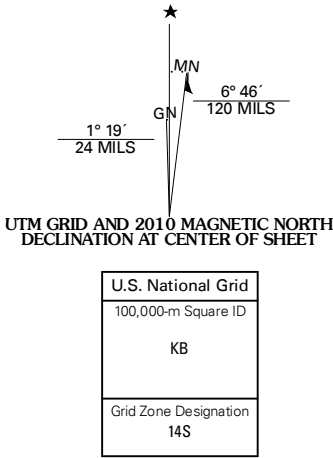 MN
6° 46´
120 MILS
GN
1° 19´
24 MILS
UTM GRID AND 2010 MAGNETIC NORTH
DECLINATION AT CENTER OF SHEET
U.S. National Grid
100,000-m Square ID
KB
Grid Zone Designation
14S